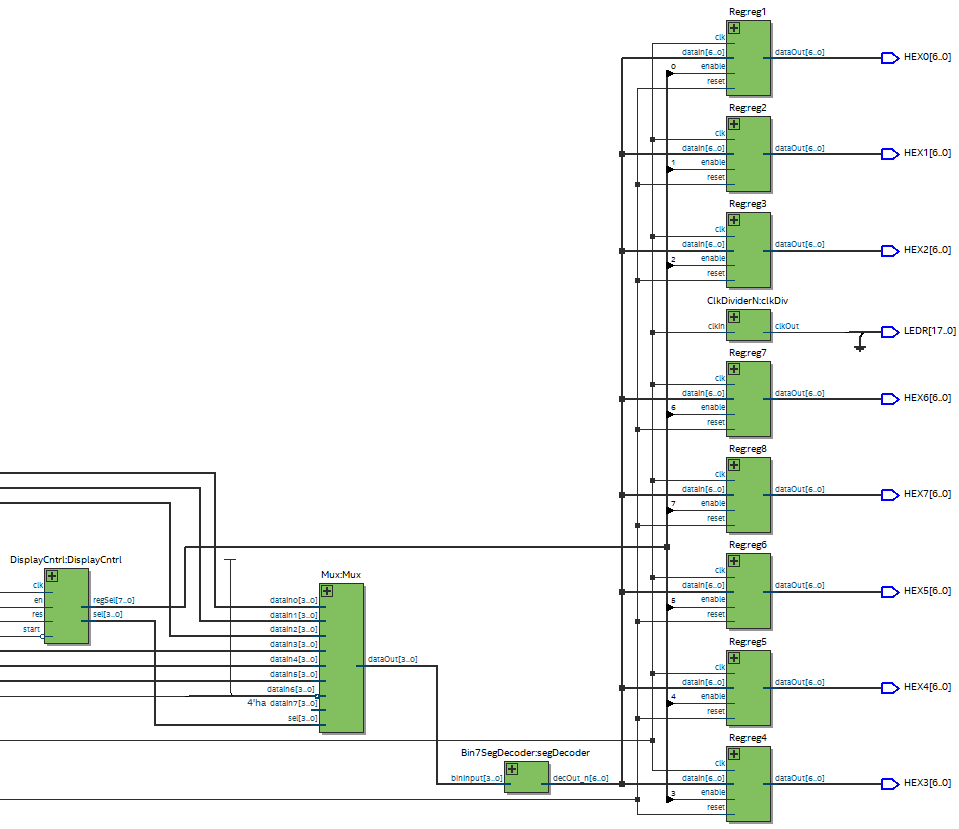 Reg:reg1
clk
dataIn[6..0]
dataOut[6..0]
HEX0[6..0]
0
enable
reset
Reg:reg2
clk
dataIn[6..0]
dataOut[6..0]
HEX1[6..0]
1
enable
reset
Reg:reg3
clk
dataIn[6..0]
dataOut[6..0]
HEX2[6..0]
2
enable
reset
ClkDividerN:clkDiv
clkIn
clkOut
LEDR[17..0]
Reg:reg7
clk
dataIn[6..0]
dataOut[6..0]
HEX6[6..0]
6
enable
reset
Reg:reg8
clk
dataIn[6..0]
dataOut[6..0]
HEX7[6..0]
7
enable
reset
Reg:reg6
clk
dataIn[6..0]
dataOut[6..0]
HEX5[6..0]
5
enable
reset
Reg:reg5
clk
dataIn[6..0]
dataOut[6..0]
HEX4[6..0]
4
enable
reset
Reg:reg4
clk
dataIn[6..0]
dataOut[6..0]
HEX3[6..0]
3
enable
reset
DisplayCntrl:DisplayCntrl
clk
en
res
start
regSel[7..0]
sel[3..0]
Mux:Mux
dataIn0[3..0]
dataIn1[3..0]
dataIn2[3..0]
dataIn3[3..0]
dataIn4[3..0]
dataIn5[3..0]
dataIn6[3..0]
4'ha dataIn7[3..0]
sel[3..0]
dataOut[3..0]
Bin7SegDecoder:segDecoder
binInput[3..0]
decOut_n[6..0]